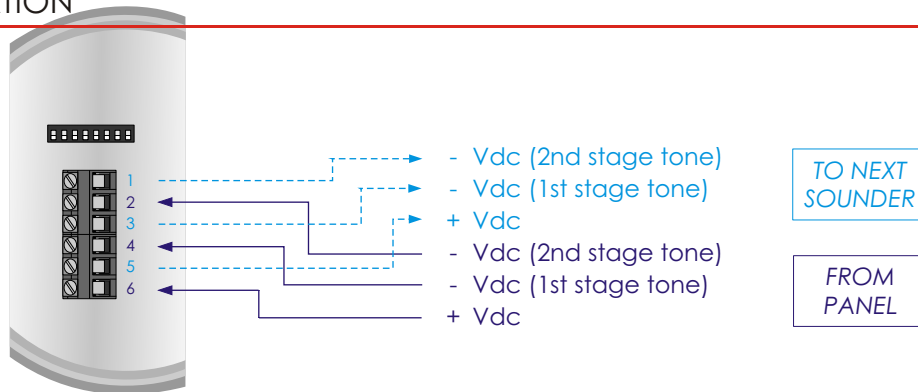 1
2
3
4
5
6
- Vdc (2nd stage tone)
- Vdc (1st stage tone)
+ Vdc
- Vdc (2nd stage tone)
- Vdc (1st stage tone)
+ Vdc
TO NEXT
SOUNDER
FROM
PANEL